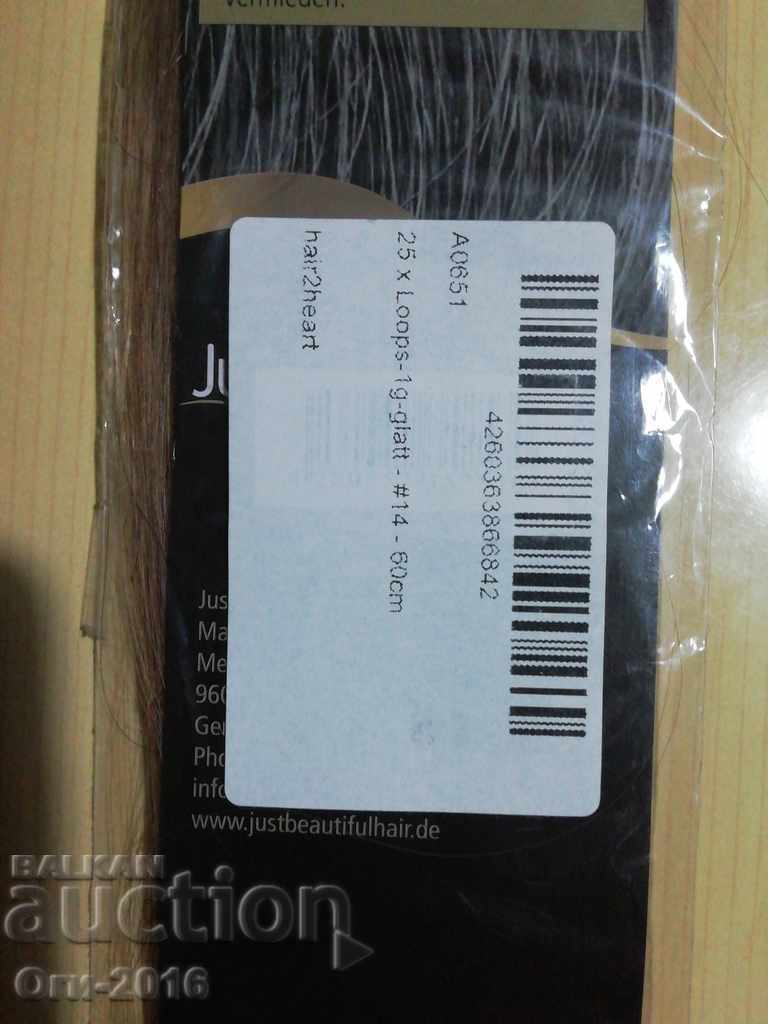 vermieden.
A0651
4260363866842
25 x Loops-1g-glatt - #14 - 60cm
hair2heart
Ju
Jus
Ma
Me
960
Ger
Pho
info
www.justbeautifulhair.de
BALKAN
auction
Оги-2016